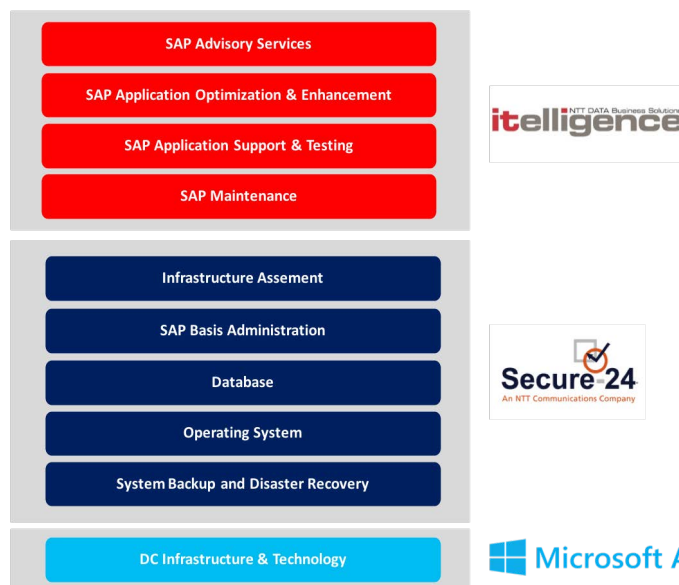 SAP Advisory Services
SAP Application Optimization & Enhancement
SAP Application Support & Testing
SAP Maintenance
NTT DATA Business Solutions
itelligence
Infrastructure Assement
SAP Basis Administration
Database
Operating System
System Backup and Disaster Recovery
Secure-24
An NTT Communications Company
DC Infrastructure & Technology
Microsoft A